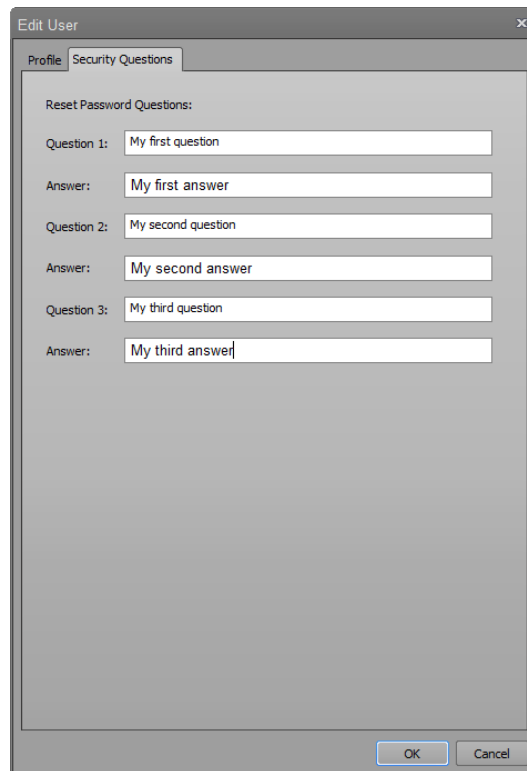 Edit User x
Profile Security Questions
Reset Password Questions:
Question 1: My first question
Answer: My first answer
Question 2: My second question
Answer: My second answer
Question 3: My third question
Answer: My third answer
OK Cancel